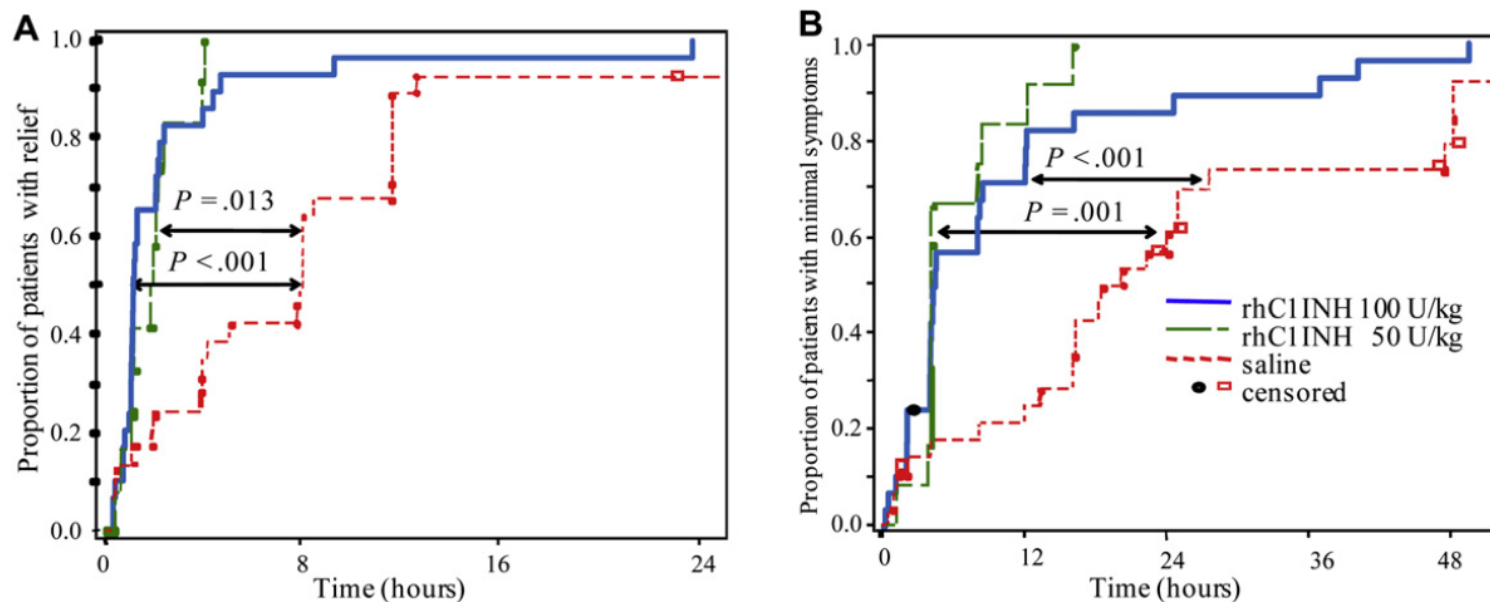 A
1.0
0.8
0.6
0.4
0.2
0.0
Proportion of patients with relief
P = .013
P < .001
0
8
16
24
Time (hours)
B
1.0
0.8
0.6
0.4
0.2
0.0
Proportion of patients with minimal symptoms
P < .001
P = .001
rhC1INH 100 U/kg
rhC1INH 50 U/kg
saline
censored
0
12
24
36
48
Time (hours)